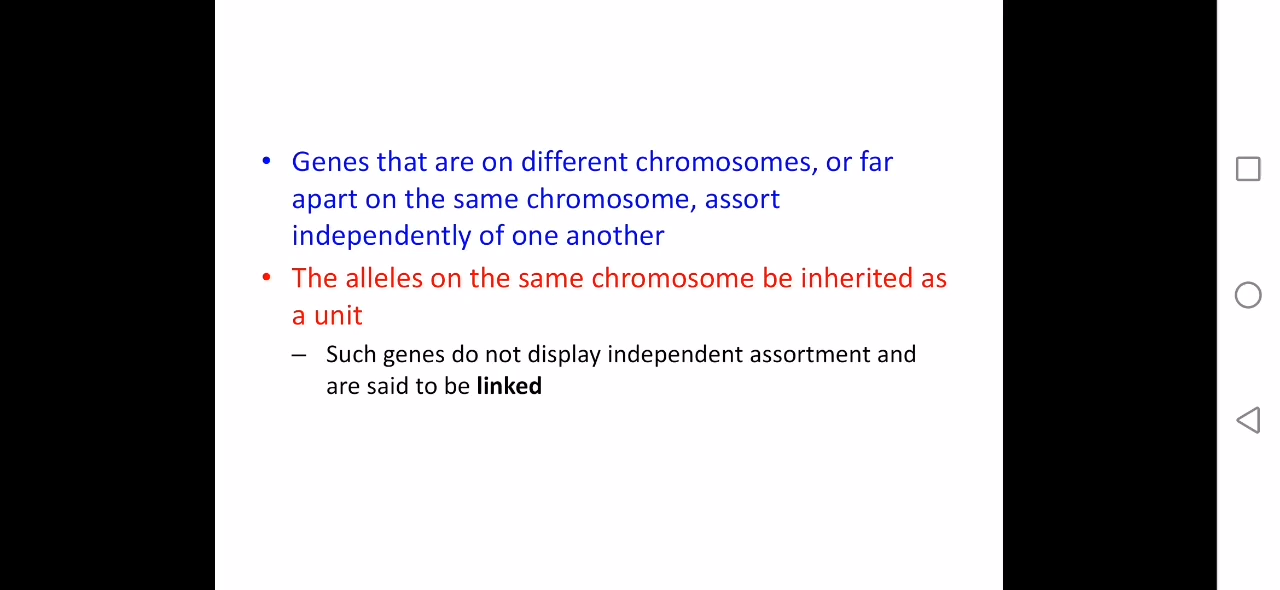 • Genes that are on different chromosomes, or far
apart on the same chromosome, assort
independently of one another
• The alleles on the same chromosome be inherited as
a unit
– Such genes do not display independent assortment and
are said to be linked